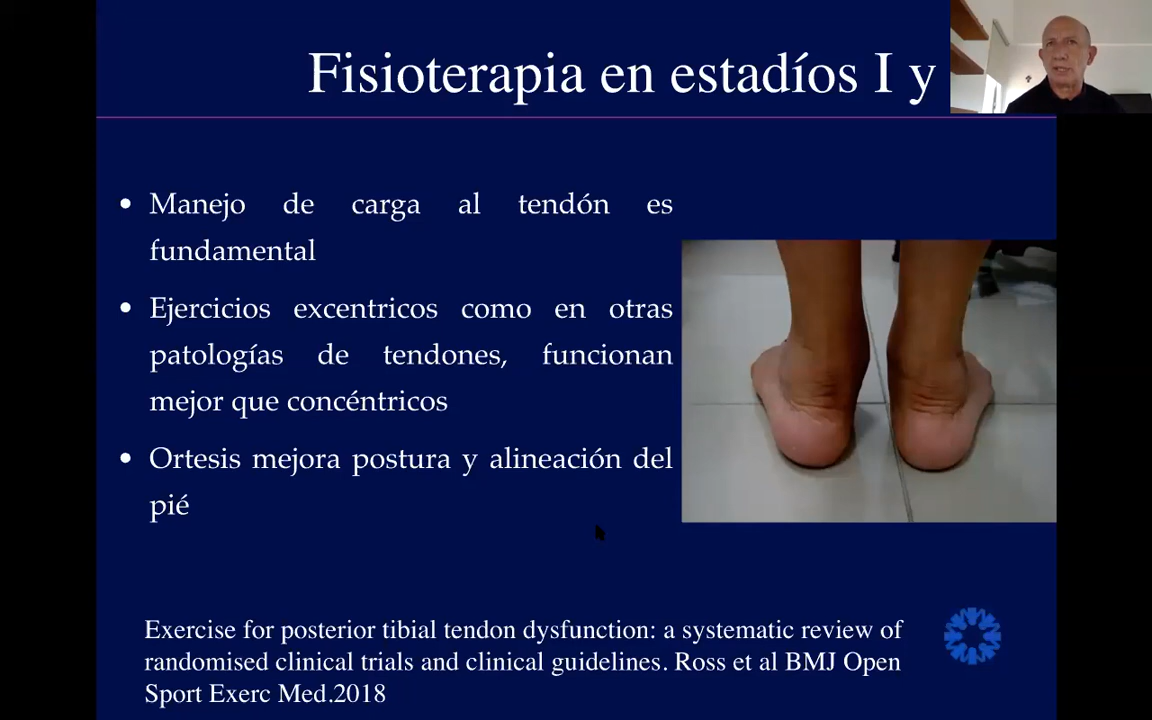 Fisioterapia en estadíos I y
Manejo de carga al tendón es
fundamental
Ejercicios excentricos como en otras
patologías de tendones, funcionan
mejor que concéntricos
Ortesis mejora postura y alineación del
pié
Exercise for posterior tibial tendon dysfunction: a systematic review of
randomised clinical trials and clinical guidelines. Ross et al BMJ Open
Sport Exerc Med.2018